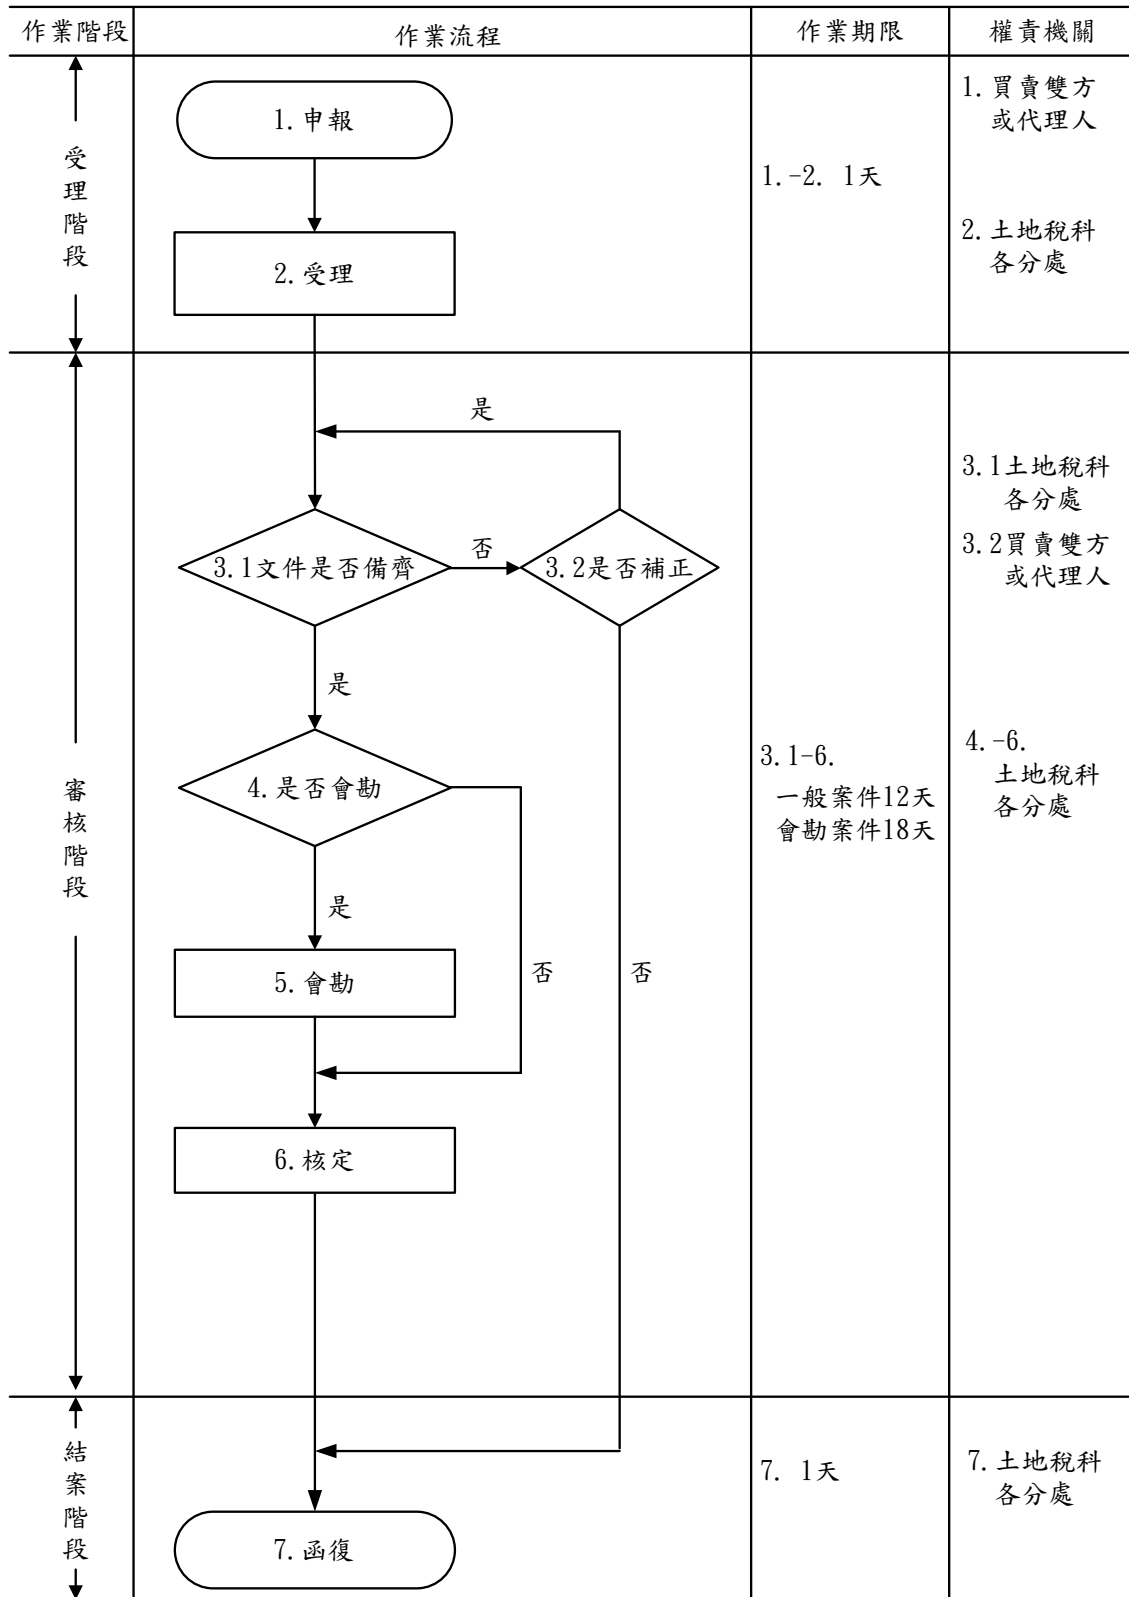 作業階段
作業流程
作業期限
權責機關
受理階段
1.申報
2.受理
1.-2. 1天
1.買賣雙方
或代理人
2.土地稅科
各分處
審核階段
是
3.1文件是否備齊
否
3.2是否補正
是
4.是否會勘
是
5.會勘
否
否
6.核定
3.1-6.
一般案件12天
會勘案件18天
3.1土地稅科
各分處
3.2買賣雙方
或代理人
4.-6.
土地稅科
各分處
結案階段
7.函復
7. 1天
7.土地稅科
各分處